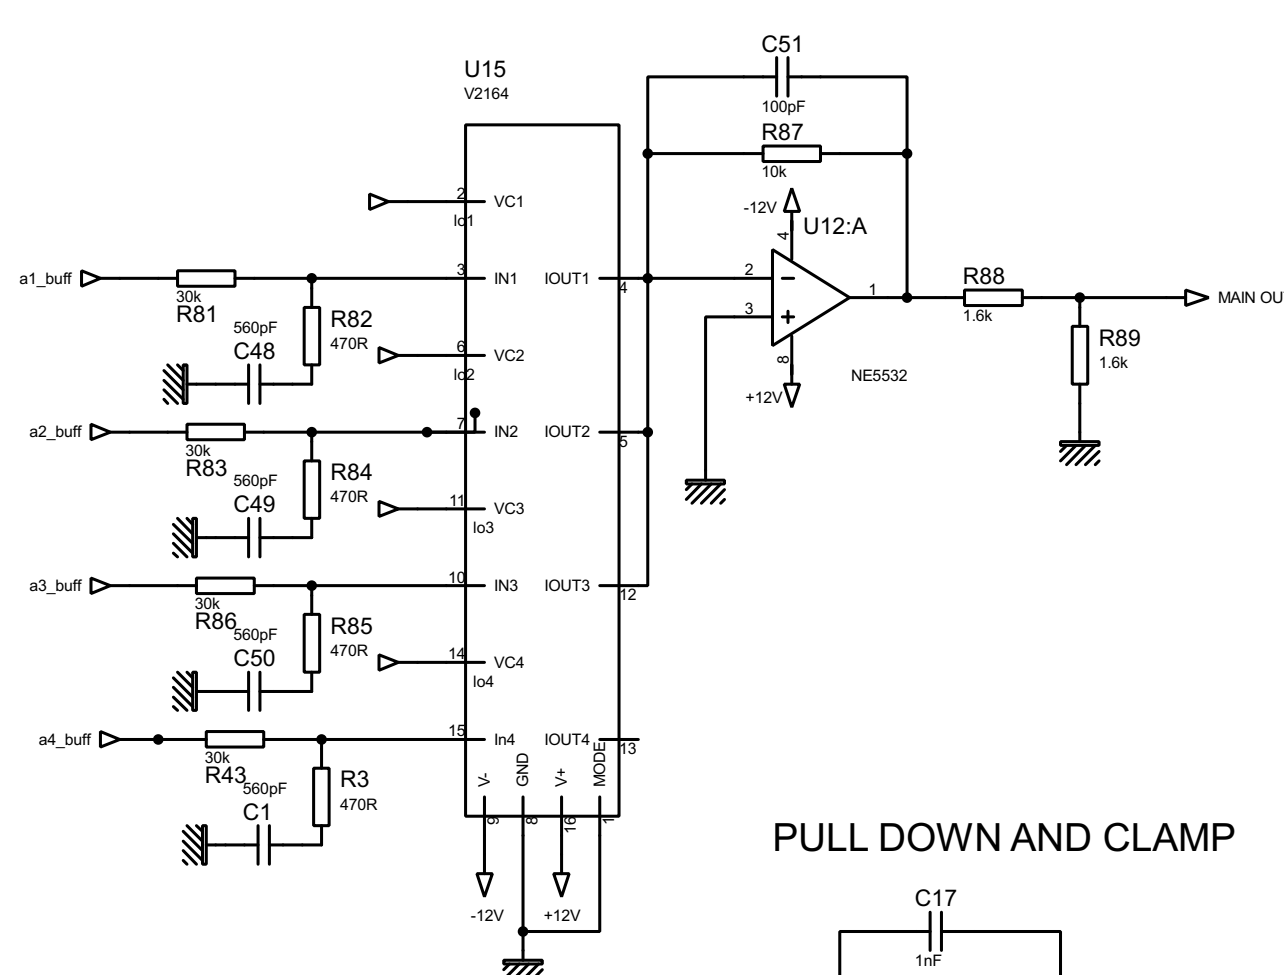 C51
100pF
R87
10k
U15
V2164
2
VC1
lo1
-12V
4
U12:A
a1_buff
30k
R81
3
IN1
IOUT1
4
2
3
1
8
+12V
NE5532
R88
1.6k
MAIN OU
R89
1.6k
560pF
C48
R82
470R
6
VC2
lo2
a2_buff
30k
R83
7
IN2
IOUT2
5
560pF
C49
R84
470R
11
VC3
lo3
a3_buff
30k
R86
10
IN3
IOUT3
12
560pF
C50
R85
470R
14
VC4
lo4
a4_buff
30k
R43
15
In4
IOUT4
13
560pF
C1
R3
470R
V-
GND
V+
MODE
9
8
16
1
-12V
+12V
PULL DOWN AND CLAMP
C17
1nF